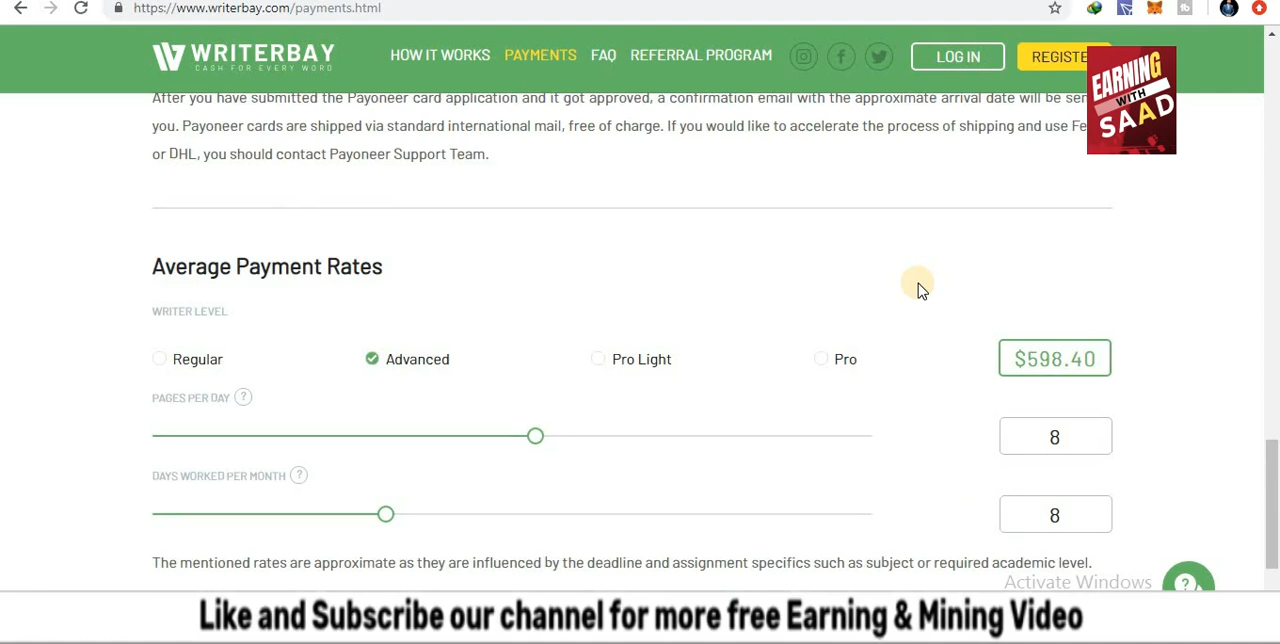 https://www.writerbay.com/payments.html
WRITERBAY
CASH FOR EVERY WORD
HOW IT WORKS PAYMENTS FAQ REFERRAL PROGRAM LOG IN REGISTE
EARNING
WITH
SAAD
After you have submitted the Payoneer card application and it got approved, a confirmation email with the approximate arrival date will be sen
you. Payoneer cards are shipped via standard international mail, free of charge. If you would like to accelerate the process of shipping and use Fe
or DHL, you should contact Payoneer Support Team.
Average Payment Rates
WRITER LEVEL
Regular Advanced Pro Light Pro $598.40
PAGES PER DAY ?
8
DAYS WORKED PER MONTH ?
8
The mentioned rates are approximate as they are influenced by the deadline and assignment specifics such as subject or required academic level.
Activate Windows
?
Like and Subscribe our channel for more free Earning & Mining Video